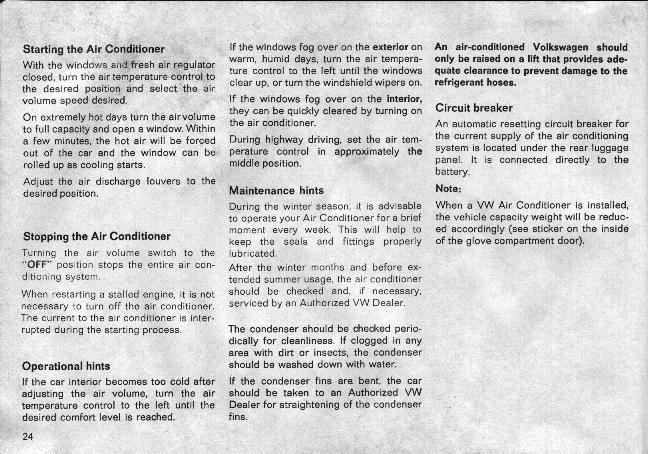 Starting the Air Conditioner
With the windows and fresh air regulator
closed, turn the air temperature control to
the desired position and select the air
volume speed desired.
On extremely hot days turn the air volume
to full capacity and open a window. Within
a few minutes, the hot air will be forced
out of the car and the window can be
rolled up as cooling starts.
Adjust the air discharge louvers to the
desired position.
Stopping the Air Conditioner
Turning the air volume switch to the
"OFF" position stops the entire air con-
ditioning system.
When restarting a stalled engine, it is not
necessary to turn off the air conditioner.
The current to the air conditioner is inter-
rupted during the starting process.
Operational hints
If the car interior becomes too cold after
adjusting the air volume, turn the air
temperature control to the left until the
desired comfort level is reached.
24
If the windows fog over on the exterior on
warm, humid days, turn the air tempera-
ture control to the left until the windows
clear up, or turn the windshield wipers on.
If the windows fog over on the interior,
they can be quickly cleared by turning on
the air conditioner.
During highway driving, set the air tem-
perature control in approximately the
middle position.
Maintenance hints
During the winter season, it is advisable
to operate your Air Conditioner for a brief
moment every week. This will help to
keep the seals and fittings properly
lubricated.
After the winter months and before ex-
tended summer usage, the air conditioner
should be checked and, if necessary,
serviced by an Authorized VW Dealer.
The condenser should be checked perio-
dically for cleanliness. If clogged in any
area with dirt or insects, the condenser
should be washed down with water.
If the condenser fins are bent, the car
should be taken to an Authorized VW
Dealer for straightening of the condenser
fins.
An air-conditioned Volkswagen should
only be raised on a lift that provides ade-
quate clearance to prevent damage to the
refrigerant hoses.
Circuit breaker
An automatic resetting circuit breaker for
the current supply of the air conditioning
system is located under the rear luggage
panel. It is connected directly to the
battery.
Note:
When a VW Air Conditioner is installed,
the vehicle capacity weight will be reduc-
ed accordingly (see sticker on the inside
of the glove compartment door).